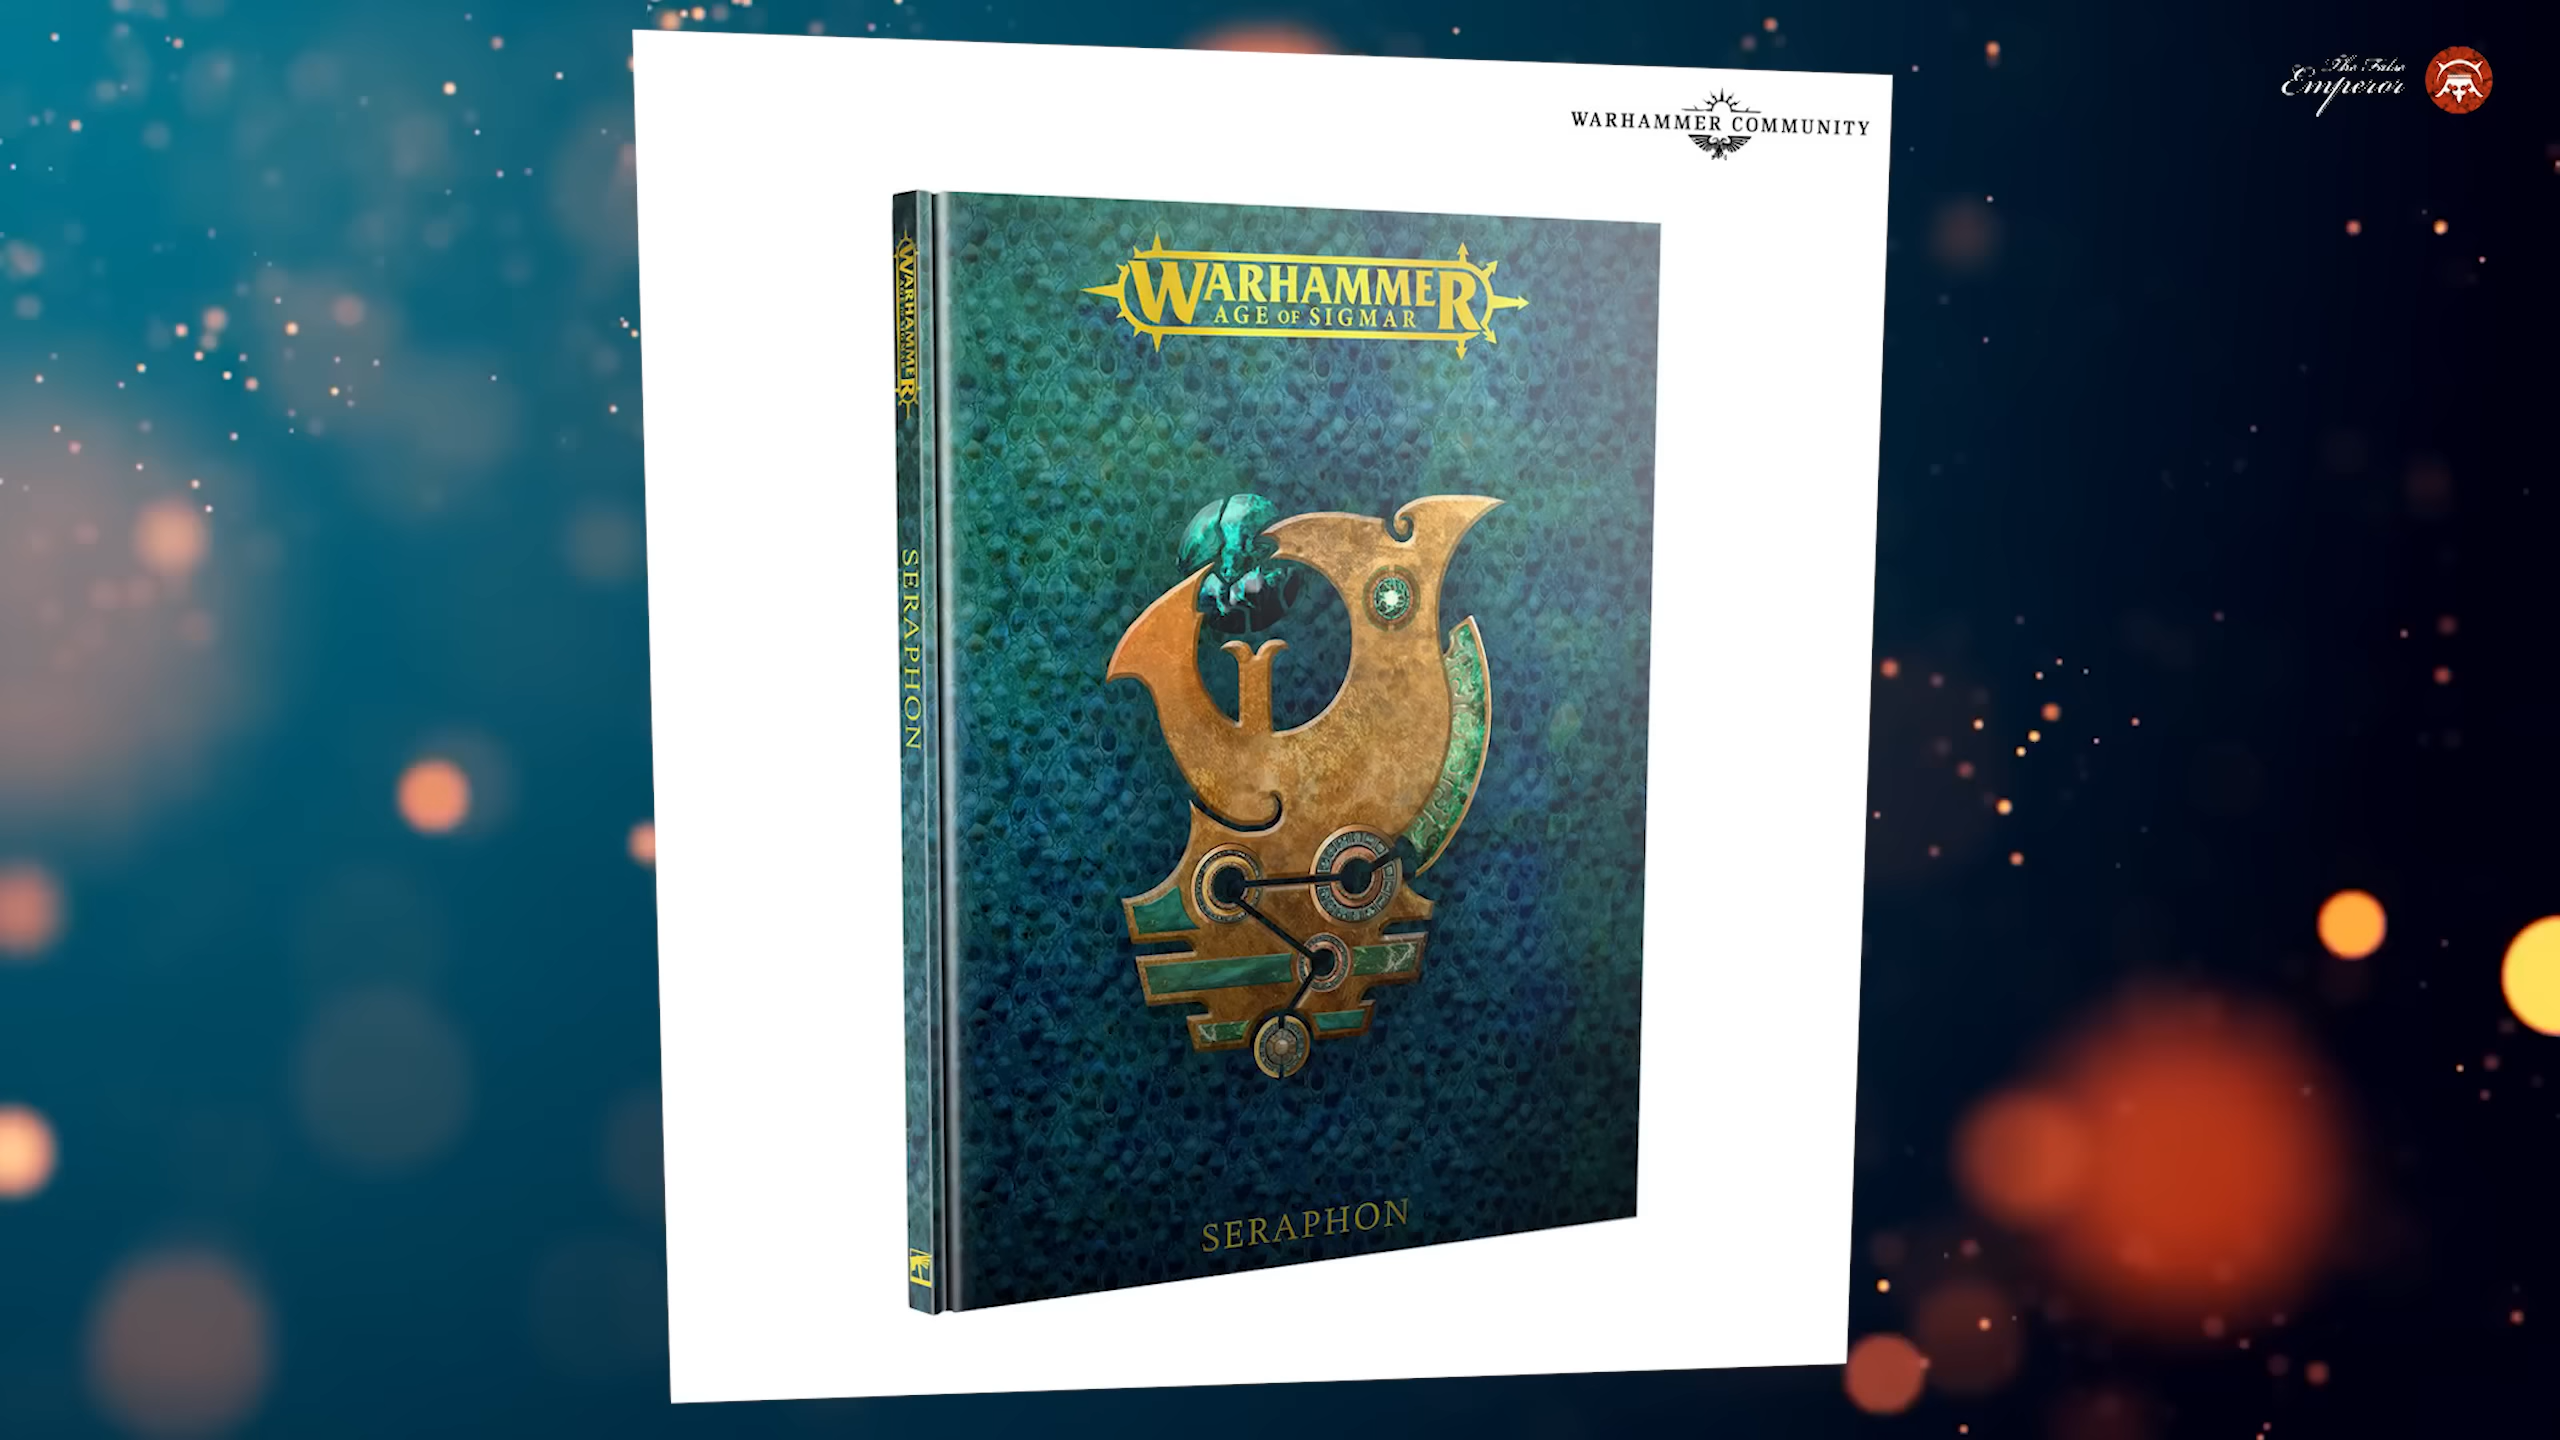 The False
Emperor
WARHAMMER COMMUNITY
WARHAMMER
AGE OF SIGMAR
SERAPHON
WARHAMMER
AGE OF SIGMAR
SERAPHON